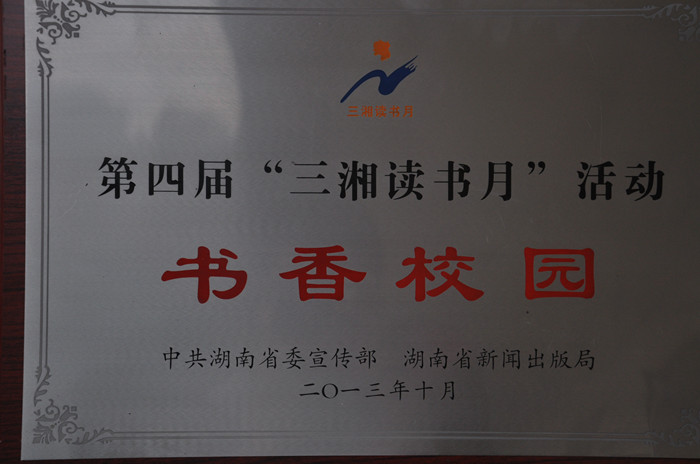 三湘读书月
第四届“三湘读书月”活动
书香校园
中共湖南省委宣传部 湖南省新闻出版局
二〇一三年十月